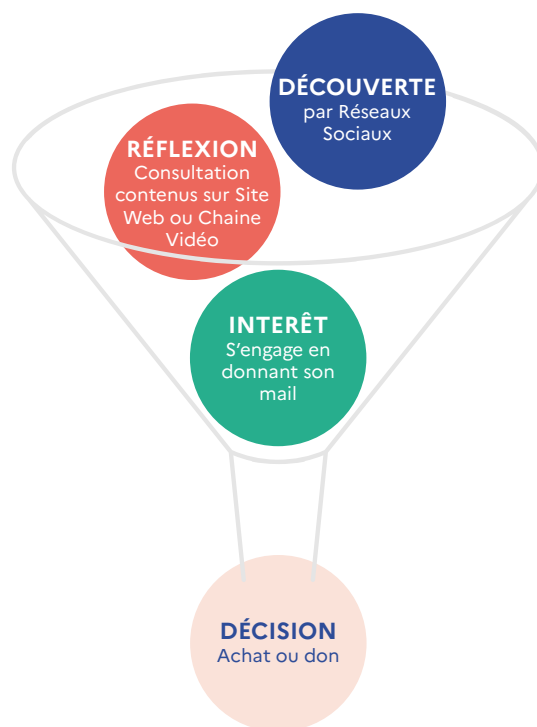 DÉCOUVERTE
par Réseaux
Sociaux
RÉFLEXION
Consultation
contenus sur Site
Web ou Chaine
Vidéo
INTERÊT
S'engage en
donnant son
mail
DÉCISION
Achat ou don